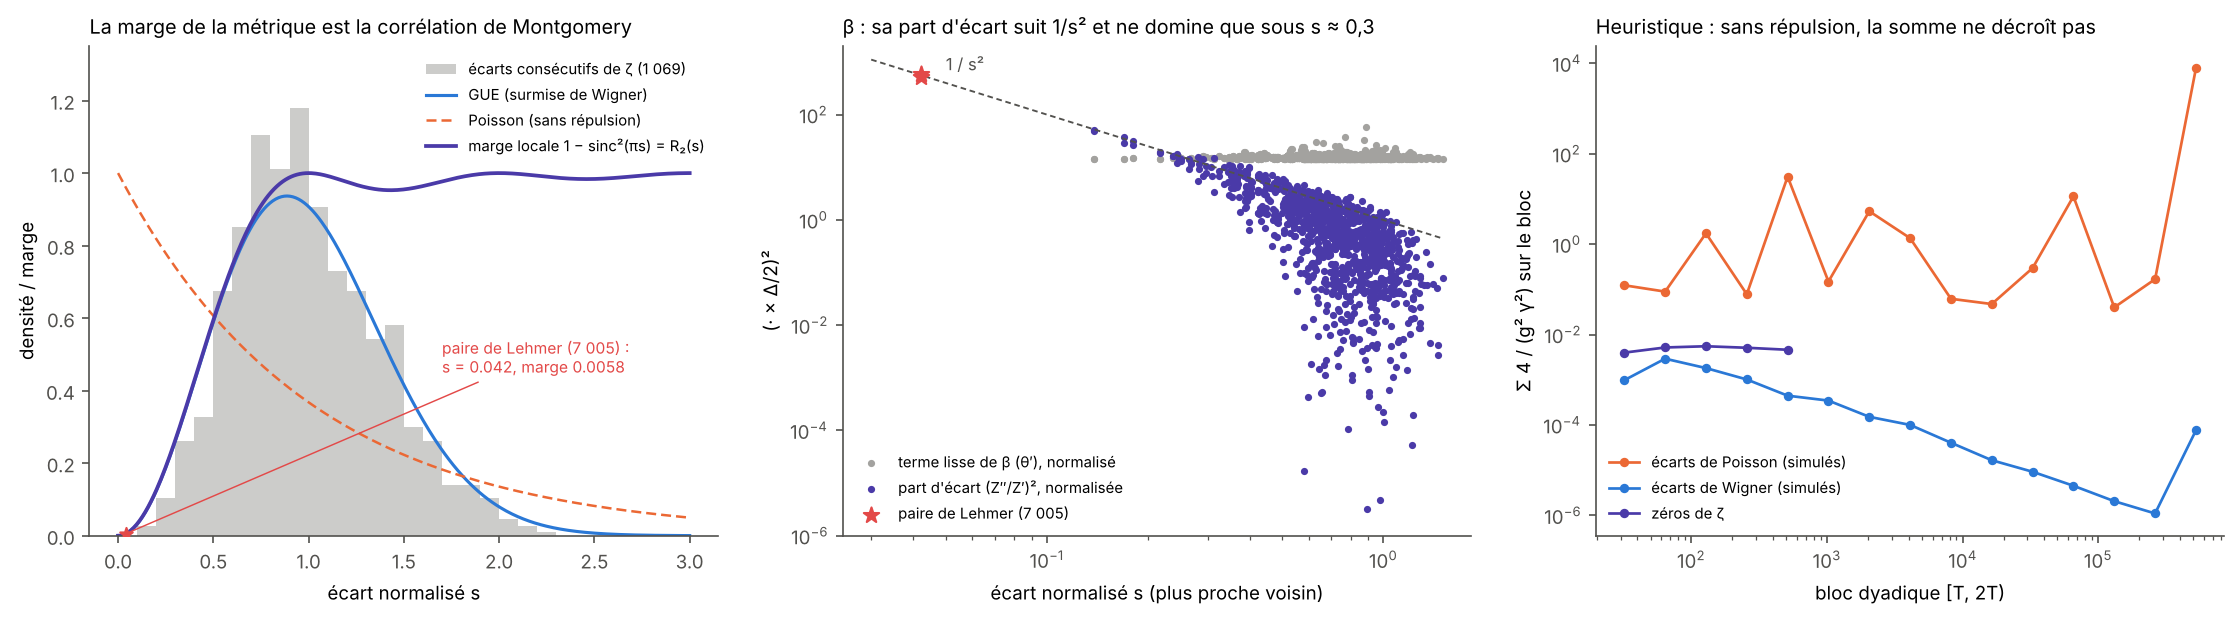 La marge de la métrique est la corrélation de Montgomery
écarts consécutifs de ζ (1 069)
GUE (surmise de Wigner)
Poisson (sans répulsion)
marge locale 1 − sinc²(πs) = R₂(s)
paire de Lehmer (7 005) :
s = 0.042, marge 0.0058
densité / marge
1.2
1.0
0.8
0.6
0.4
0.2
0.0
0.0 0.5 1.0 1.5 2.0 2.5 3.0
écart normalisé s
β : sa part d'écart suit 1/s² et ne domine que sous s ≈ 0,3
1 / s²
(· × Δ/2)²
10²
10⁰
10⁻²
10⁻⁴
10⁻⁶
terme lisse de β (θ′), normalisé
part d'écart (Z″/Z′)², normalisée
paire de Lehmer (7 005)
10⁻¹ 10⁰
écart normalisé s (plus proche voisin)
Heuristique : sans répulsion, la somme ne décroît pas
Σ 4 / (g² γ²) sur le bloc
10⁴
10²
10⁰
10⁻²
10⁻⁴
10⁻⁶
écarts de Poisson (simulés)
écarts de Wigner (simulés)
zéros de ζ
10² 10³ 10⁴ 10⁵
bloc dyadique [T, 2T)